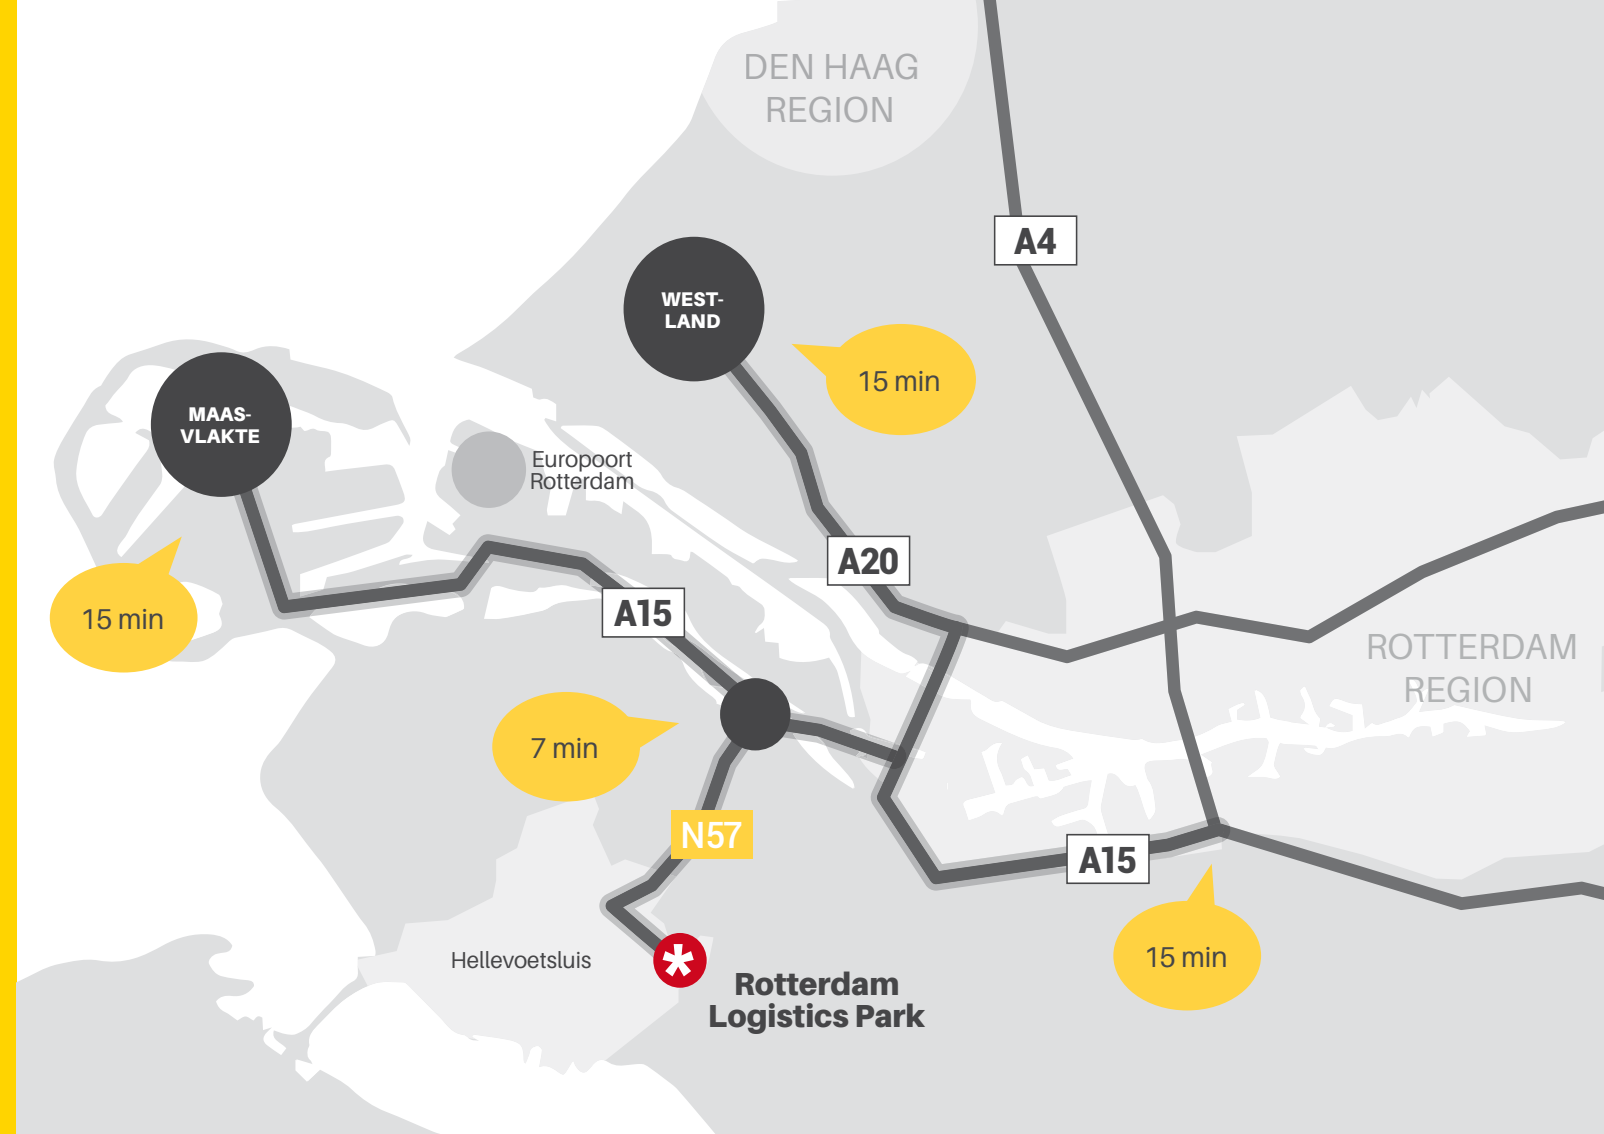 DEN HAAG
REGION
A4
WEST-
LAND
15 min
MAAS-
VLAKTE
Europoort
Rotterdam
A20
15 min
A15
ROTTERDAM
REGION
7 min
N57
A15
Hellevoetsluis
15 min
Rotterdam
Logistics Park